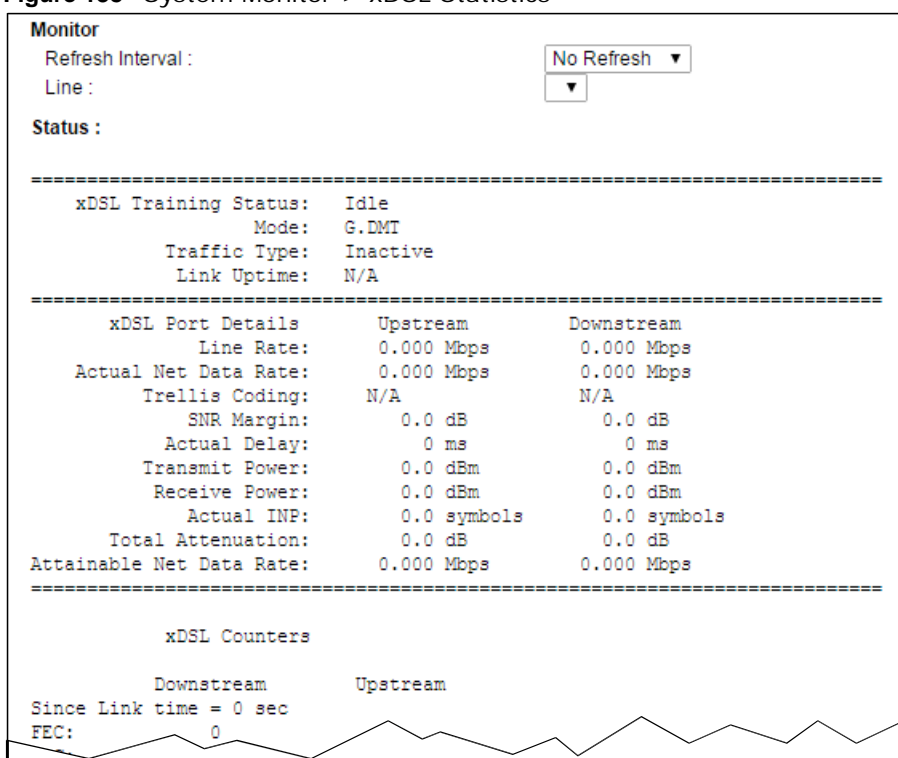 Monitor
Refresh Interval : No Refresh ▼
Line : ▼
Status :
============================================================================
xDSL Training Status: Idle
Mode: G.DMT
Traffic Type: Inactive
Link Uptime: N/A
============================================================================
xDSL Port Details Upstream Downstream
Line Rate: 0.000 Mbps 0.000 Mbps
Actual Net Data Rate: 0.000 Mbps 0.000 Mbps
Trellis Coding: N/A N/A
SNR Margin: 0.0 dB 0.0 dB
Actual Delay: 0 ms 0 ms
Transmit Power: 0.0 dBm 0.0 dBm
Receive Power: 0.0 dBm 0.0 dBm
Actual INP: 0.0 symbols 0.0 symbols
Total Attenuation: 0.0 dB 0.0 dB
Attainable Net Data Rate: 0.000 Mbps 0.000 Mbps
============================================================================
xDSL Counters
Downstream Upstream
Since Link time = 0 sec
FEC: 0